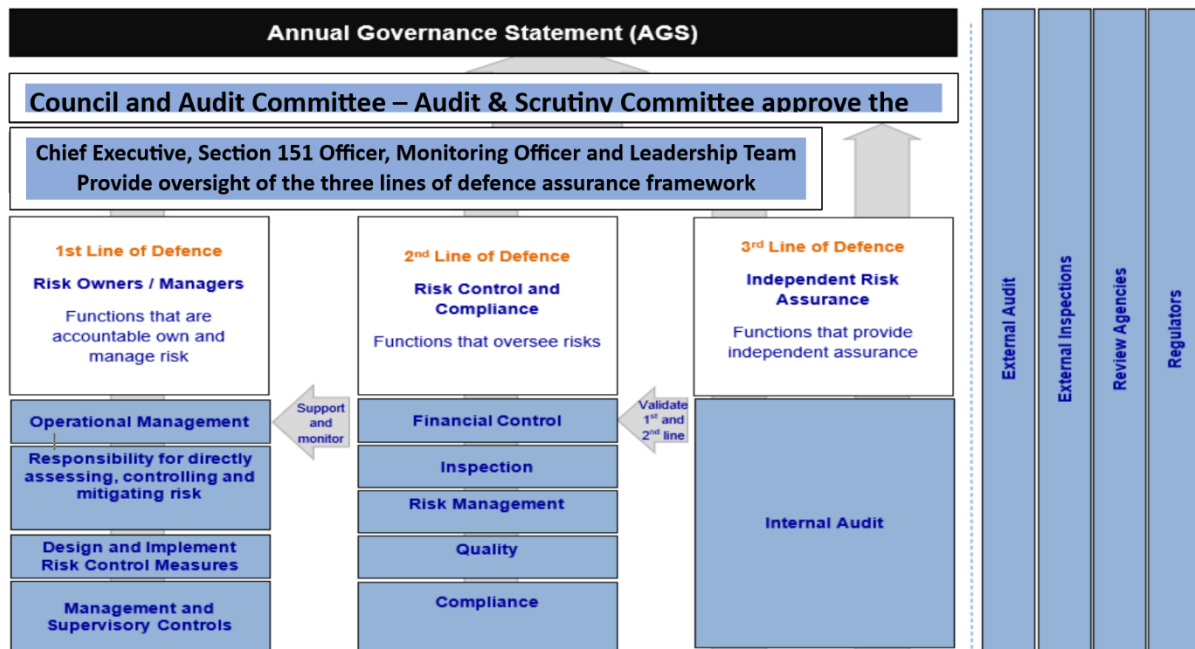 Annual Governance Statement (AGS)
Council and Audit Committee – Audit & Scrutiny Committee approve the
Chief Executive, Section 151 Officer, Monitoring Officer and Leadership Team
Provide oversight of the three lines of defence assurance framework
1st Line of Defence
Risk Owners / Managers
Functions that are
accountable own and
manage risk
Operational Management
Responsibility for directly
assessing, controlling and
mitigating risk
Design and Implement
Risk Control Measures
Management and
Supervisory Controls
Support
and
monitor
2nd Line of Defence
Risk Control and
Compliance
Functions that oversee risks
Financial Control
Inspection
Risk Management
Quality
Compliance
Validate
1st and
2nd line
3rd Line of Defence
Independent Risk
Assurance
Functions that provide
independent assurance
Internal Audit
External Audit
External Inspections
Review Agencies
Regulators